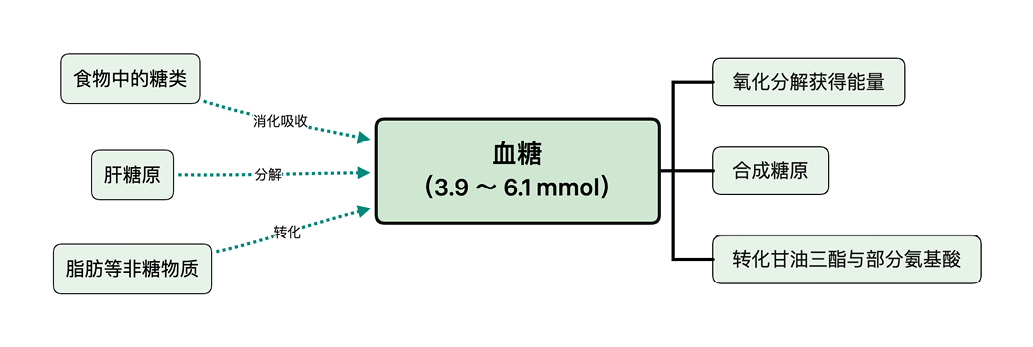 食物中的糖类
消化吸收
肝糖原
分解
脂肪等非糖物质
转化
血糖
（3.9 ～ 6.1 mmol）
氧化分解获得能量
合成糖原
转化甘油三酯与部分氨基酸